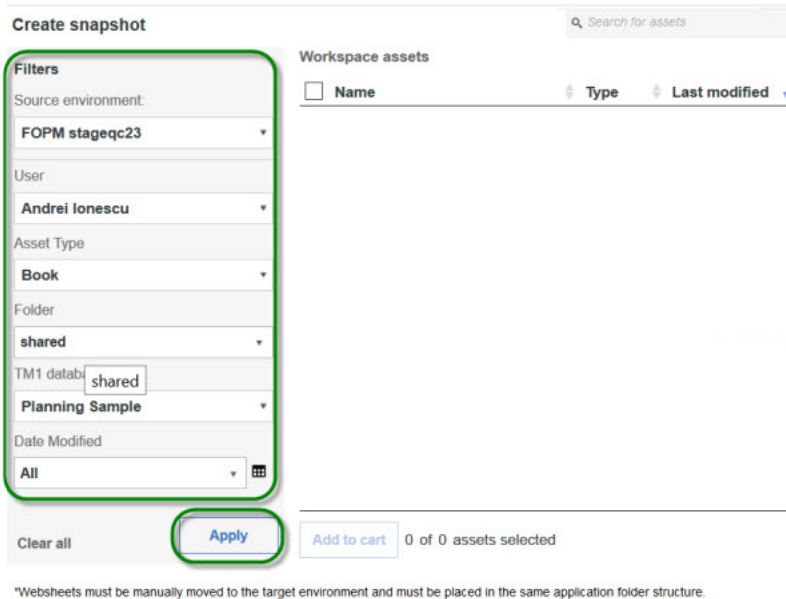 Create snapshot
Search for assets
Filters
Source environment:
FOPM stageqc23
User
Andrei Ionescu
Asset Type
Book
Folder
shared
TM1 datab
shared
Planning Sample
Date Modified
All
Clear all
Apply
Workspace assets
Name Type Last modified
Add to cart 0 of 0 assets selected
*Websheets must be manually moved to the target environment and must be placed in the same application folder structure.